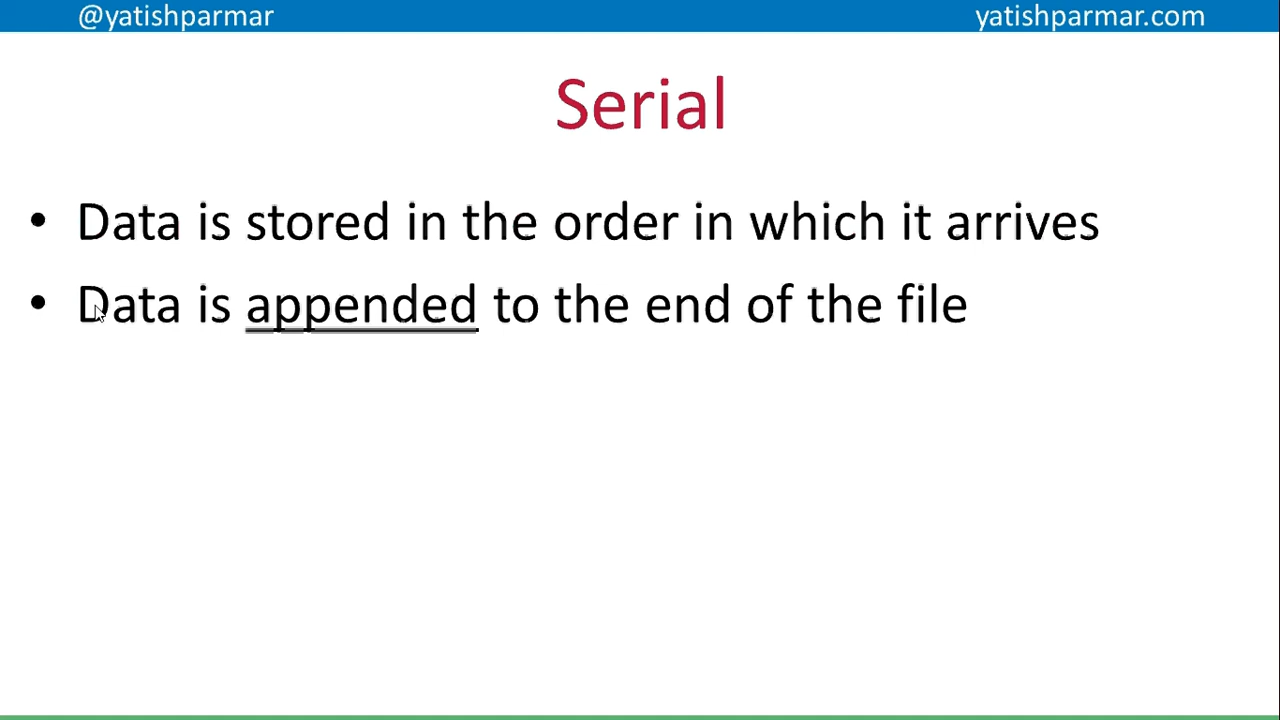 @yatishparmar
yatishparmar.com
Serial
• Data is stored in the order in which it arrives
• Data is appended to the end of the file